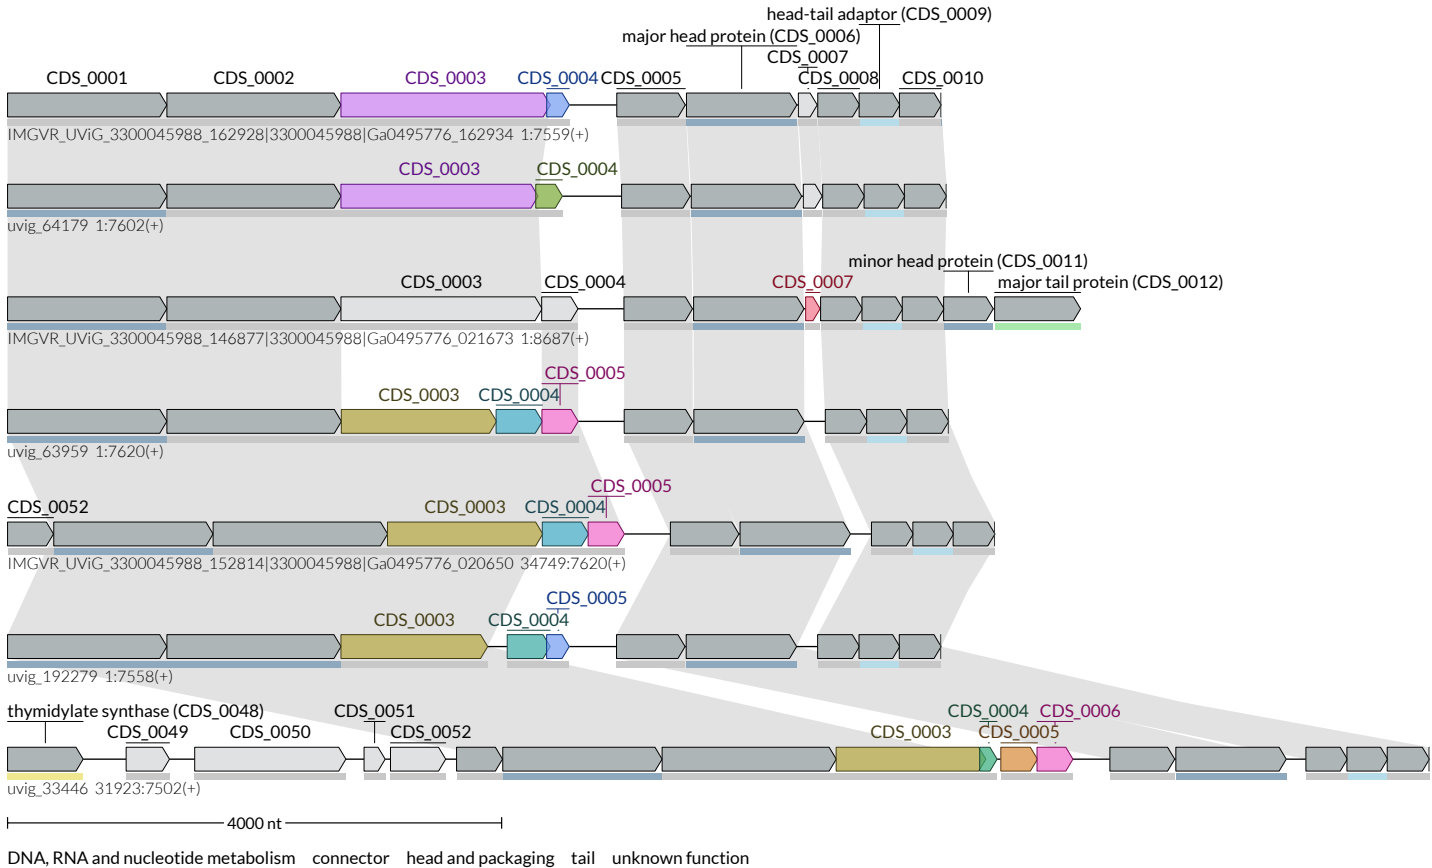 head-tail adaptor (CDS_0009)
major head protein (CDS_0006)
CDS_0007
CDS_0001 CDS_0002 CDS_0003 CDS_0004 CDS_0005 CDS_0008 CDS_0010
IMGVR_UViG_3300045988_162928|3300045988|Ga0495776_162934 1:7559(+)
CDS_0003 CDS_0004
uvig_64179 1:7602(+)
minor head protein (CDS_0011)
CDS_0003 CDS_0004 CDS_0007 major tail protein (CDS_0012)
IMGVR_UViG_3300045988_146877|3300045988|Ga0495776_021673 1:8687(+)
CDS_0005
CDS_0003 CDS_0004
uvig_63959 1:7620(+)
CDS_0005
CDS_0052 CDS_0003 CDS_0004
IMGVR_UViG_3300045988_152814|3300045988|Ga0495776_020650 34749:7620(+)
CDS_0005
CDS_0003 CDS_0004
uvig_192279 1:7558(+)
thymidylate synthase (CDS_0048) CDS_0051 CDS_0004 CDS_0006
CDS_0049 CDS_0050 CDS_0052 CDS_0003 CDS_0005
uvig_33446 31923:7502(+)
4000 nt
DNA, RNA and nucleotide metabolism connector head and packaging tail unknown function